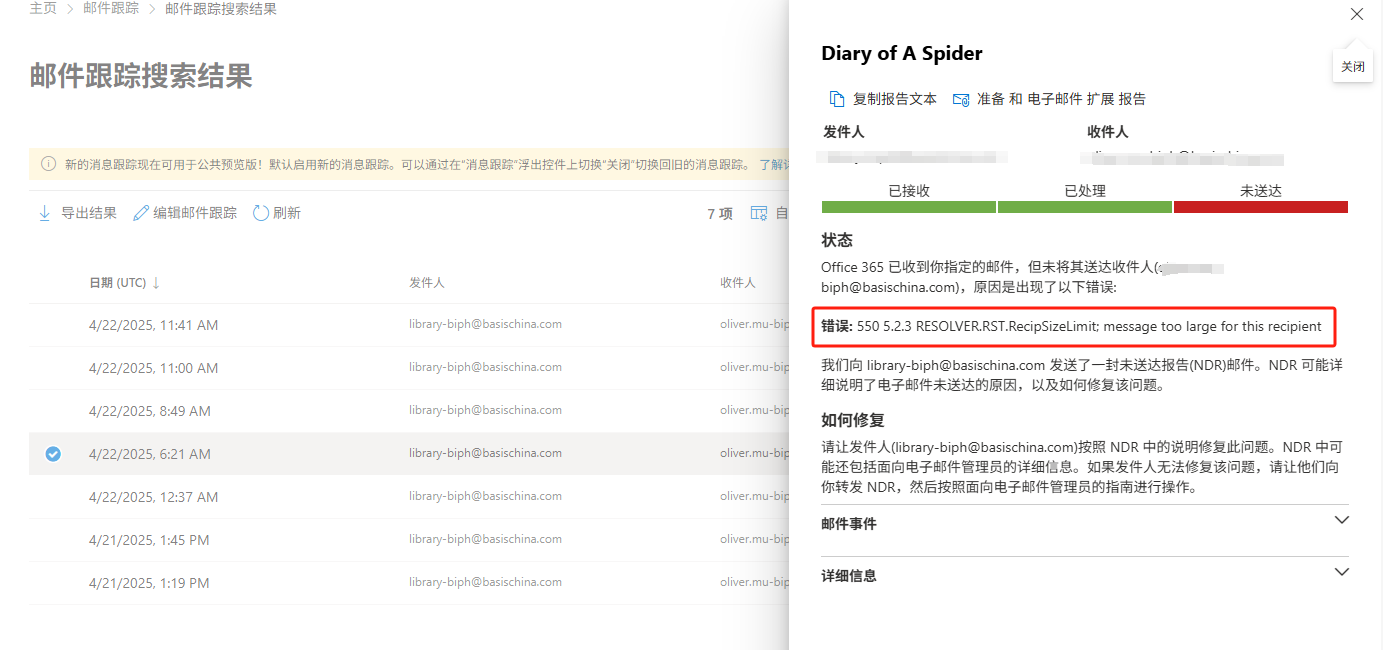 主页 > 邮件跟踪 > 邮件跟踪搜索结果
邮件跟踪搜索结果
新的消息跟踪现在可用于公共预览版！默认启用新的消息跟踪。可以通过在“消息跟踪”浮出控件上切换“关闭”切换回旧的消息跟踪。 了解
导出结果 编辑邮件跟踪 刷新 7 项 自
日期 (UTC) ↓ 发件人 收件人
4/22/2025, 11:41 AM library-biph@basischina.com oliver.mu-bip
4/22/2025, 11:00 AM library-biph@basischina.com oliver.mu-bip
4/22/2025, 8:49 AM library-biph@basischina.com oliver.mu-bip
4/22/2025, 6:21 AM library-biph@basischina.com oliver.mu-bip
4/22/2025, 12:37 AM library-biph@basischina.com oliver.mu-bip
4/21/2025, 1:45 PM library-biph@basischina.com oliver.mu-bip
4/21/2025, 1:19 PM library-biph@basischina.com oliver.mu-bip
关闭
Diary of A Spider
复制报告文本 准备 和 电子邮件 扩展 报告
发件人 收件人
已接收 已处理 未送达
状态
Office 365 已收到你指定的邮件，但未将其送达收件人(
biph@basischina.com)，原因是出现了以下错误:
错误: 550 5.2.3 RESOLVER.RST.RecipSizeLimit; message too large for this recipient
我们向 library-biph@basischina.com 发送了一封未送达报告(NDR)邮件。NDR 可能详
细说明了电子邮件未送达的原因，以及如何修复该问题。
如何修复
请让发件人(library-biph@basischina.com)按照 NDR 中的说明修复此问题。NDR 中可
能还包括面向电子邮件管理员的详细信息。如果发件人无法修复该问题，请让他们向
你转发 NDR，然后按照面向电子邮件管理员的指南进行操作。
邮件事件
详细信息